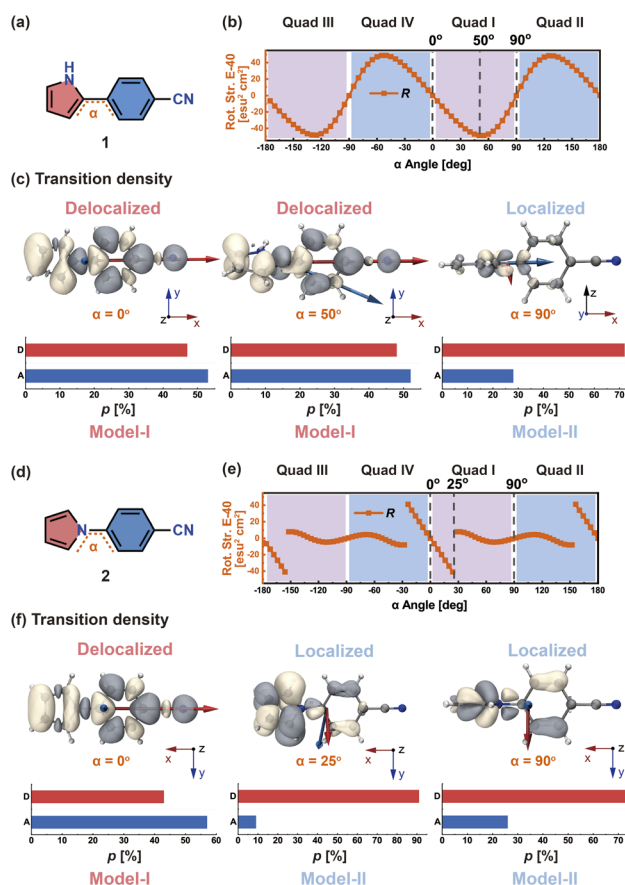 (a)
H
N
α
CN
1
(b)
Quad III Quad IV Quad I Quad II
0° 50° 90°
Rot. Str. E-40
[esu² cm²]
40
20
0
-20
-40
R
-180 -150 -120 -90 -60 -30 0 30 60 90 120 150 180
α Angle [deg]
(c) Transition density
Delocalized Delocalized Localized
y z x
y z x
z y x
α = 0° α = 50° α = 90°
D D D
A A A
0 10 20 30 40 50
0 10 20 30 40 50
0 10 20 30 40 50 60 70
p [%] p [%] p [%]
Model-I Model-I Model-II
(d)
N
α
CN
2
(e)
Quad III Quad IV Quad I Quad II
0° 25° 90°
Rot. Str. E-40
[esu² cm²]
40
20
0
-20
-40
R
-180 -150 -120 -90 -60 -30 0 30 60 90 120 150 180
α Angle [deg]
(f) Transition density
Delocalized Localized Localized
x z y
x z y
x z y
α = 0° α = 25° α = 90°
D D D
A A A
0 10 20 30 40 50 60
0 10 20 30 40 50 60 70 80 90
0 10 20 30 40 50 60 70
p [%] p [%] p [%]
Model-I Model-II Model-II